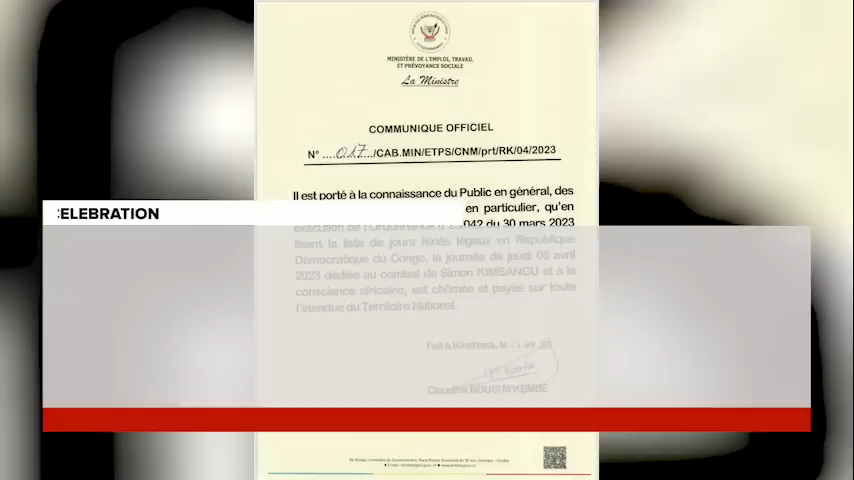 MINISTÈRE DE L'EMPLOI, TRAVAIL
ET PRÉVOYANCE SOCIALE
La Ministre
COMMUNIQUE OFFICIEL
N° ....017../CAB.MIN/ETPS/CNM/prt/RK/04/2023
Il est porté à la connaissance du Public en général, des
ELEBRATION
en particulier, qu'en
042 du 30 mars 2023
fixant la liste de jours fériés légaux en République
Démocratique du Congo, la journée de jeudi 06 avril
2023 dédiée au combat de Simon KIMBANGU et à la
conscience africaine, est chômée et payée sur toute
l'étendue du Territoire National.
Fait à Kinshasa, le
Claudine NDUSI M'KEMBE